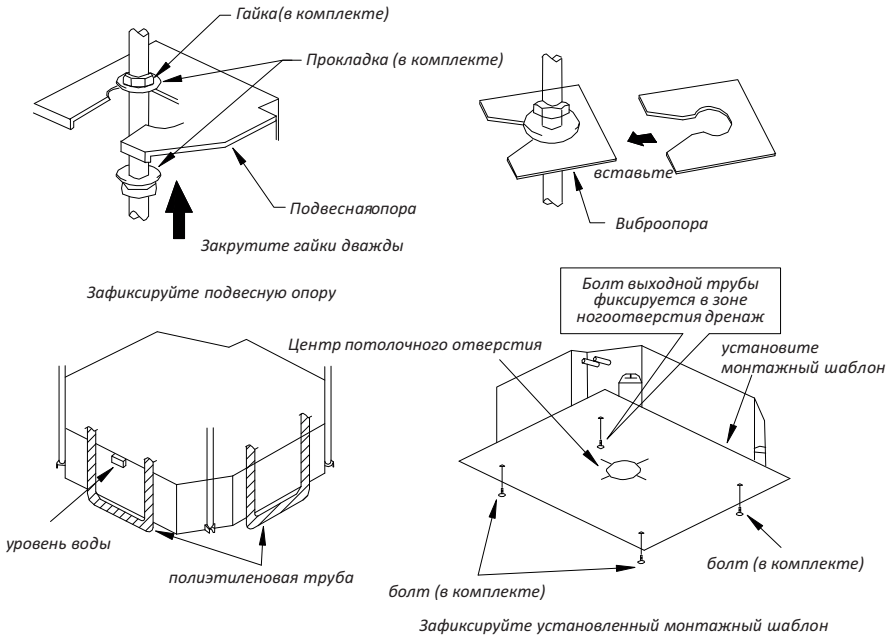 Гайка(в комплекте)
Прокладка (в комплекте)
Подвеснаяопора
Закрутите гайки дважды
Зафиксируйте подвесную опору
вставьте
Виброопора
Болт выходной трубы
фиксируется в зоне
ногоотверстия дренаж
Центр потолочного отверстия
установите
монтажный шаблон
уровень воды
полиэтиленовая труба
болт (в комплекте)
болт (в комплекте)
Зафиксируйте установленный монтажный шаблон